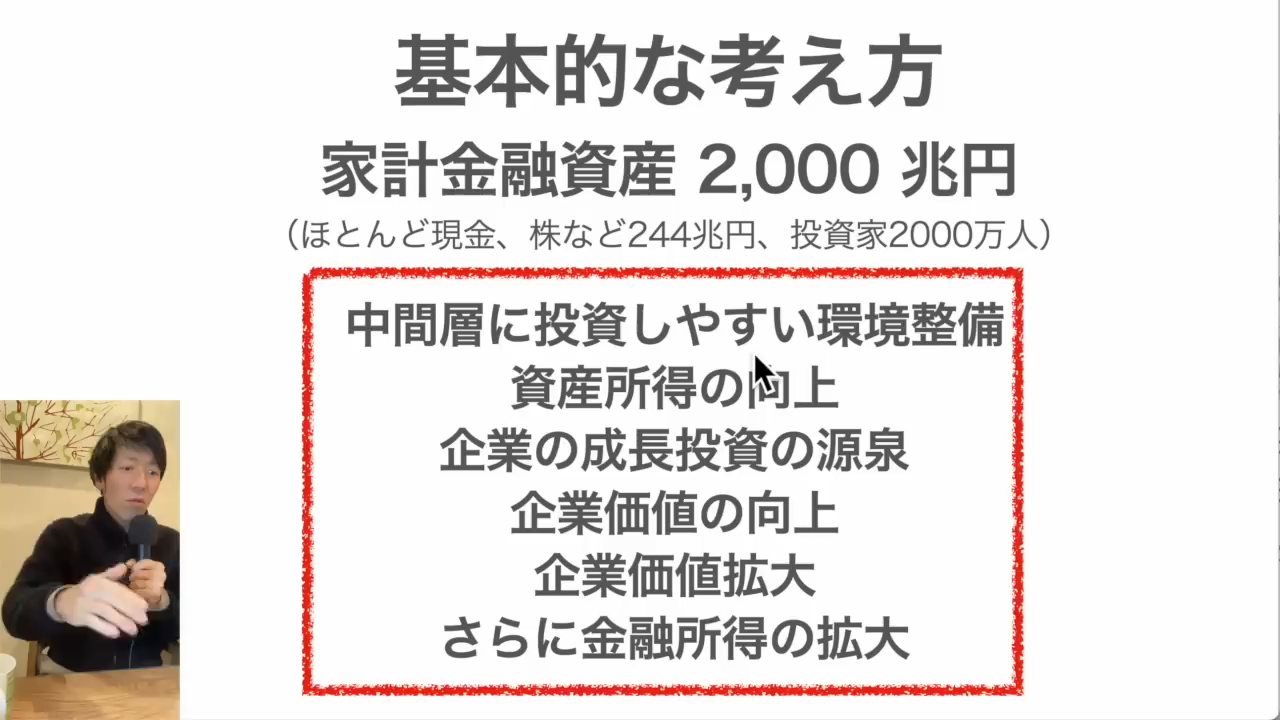 基本的な考え方
家計金融資産 2,000 兆円
（ほとんど現金、株など244兆円、投資家2000万人）
中間層に投資しやすい環境整備
資産所得の向上
企業の成長投資の源泉
企業価値の向上
企業価値拡大
さらに金融所得の拡大